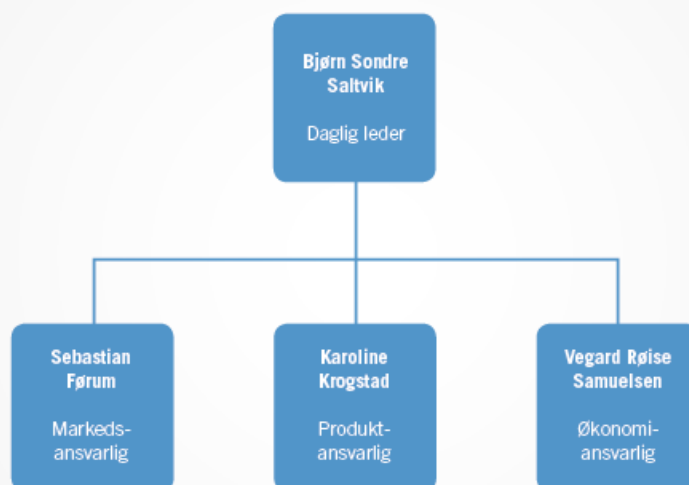 Bjørn Sondre
Saltvik
Daglig leder
Sebastian
Førum
Markeds-
ansvarlig
Karoline
Krogstad
Produkt-
ansvarlig
Vegard Røise
Samuelsen
Økonomi-
ansvarlig